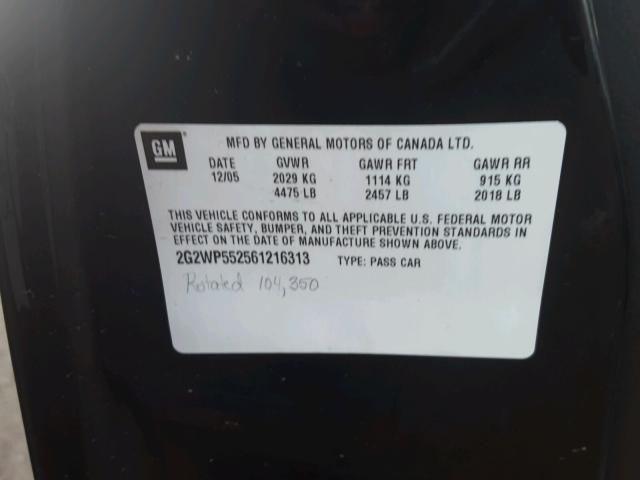 GM MFD BY GENERAL MOTORS OF CANADA LTD.
DATE GVWR GAWR FRT GAWR RR
12/05 2029 KG 1114 KG 915 KG
4475 LB 2457 LB 2018 LB
THIS VEHICLE CONFORMS TO ALL APPLICABLE U.S. FEDERAL MOTOR
VEHICLE SAFETY, BUMPER, AND THEFT PREVENTION STANDARDS IN
EFFECT ON THE DATE OF MANUFACTURE SHOWN ABOVE.
2G2WP552561216313 TYPE: PASS CAR
Rotated 104,350